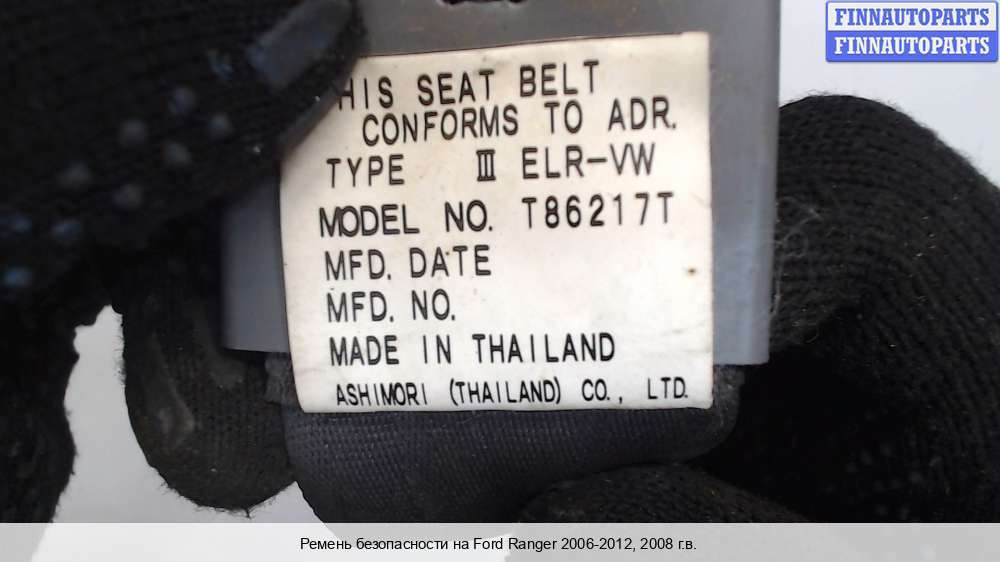 FINNAUTOPARTS
FINNAUTOPARTS
HIS SEAT BELT
CONFORMS TO ADR.
TYPE III ELR-VW
MODEL NO. T86217T
MFD. DATE
MFD. NO.
MADE IN THAILAND
ASHIMORI (THAILAND) CO., LTD.
Ремень безопасности на Ford Ranger 2006-2012, 2008 г.в.